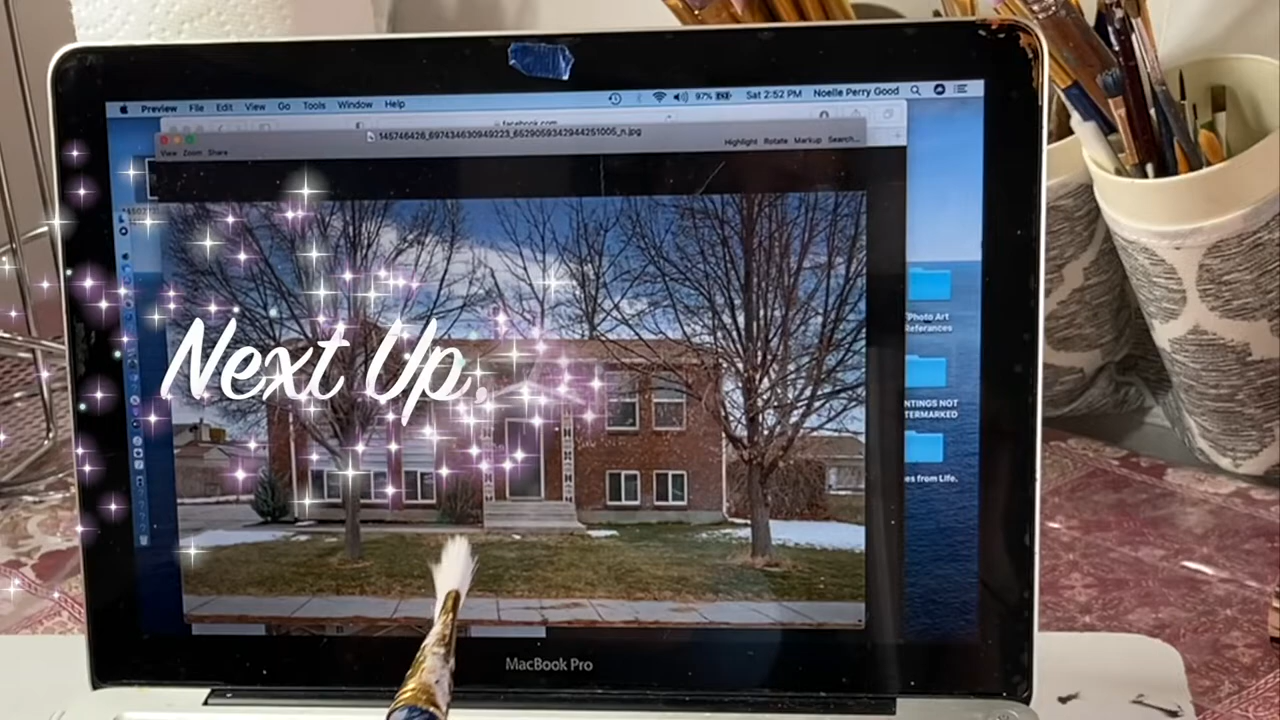 Preview File Edit View Go Tools Window Help 97% Sat 2:52 PM Noelle Perry Good
facebook.com
145746426_697434630949223_6529059342944251005_n.jpg
View Zoom Share Highlight Rotate Markup Search...
Photo Art
Referances
Next Up,
NTINGS NOT
TERMARKED
es from Life.
MacBook Pro